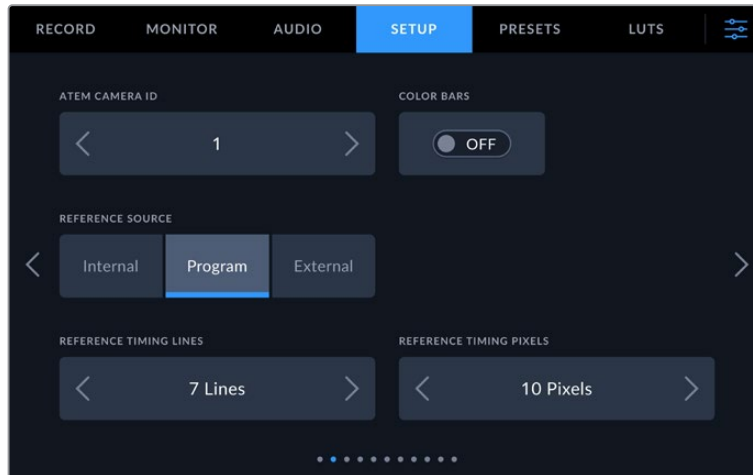 RECORD MONITOR AUDIO SETUP PRESETS LUTS
ATEM CAMERA ID COLOR BARS
1 OFF
REFERENCE SOURCE
Internal Program External
REFERENCE TIMING LINES REFERENCE TIMING PIXELS
7 Lines 10 Pixels